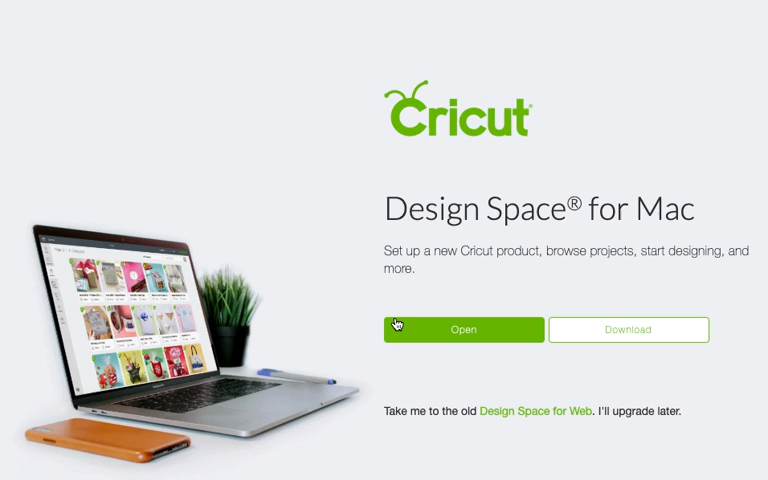 Cricut
Design Space® for Mac
Set up a new Cricut product, browse projects, start designing, and
more.
Open
Download
Take me to the old Design Space for Web. I'll upgrade later.